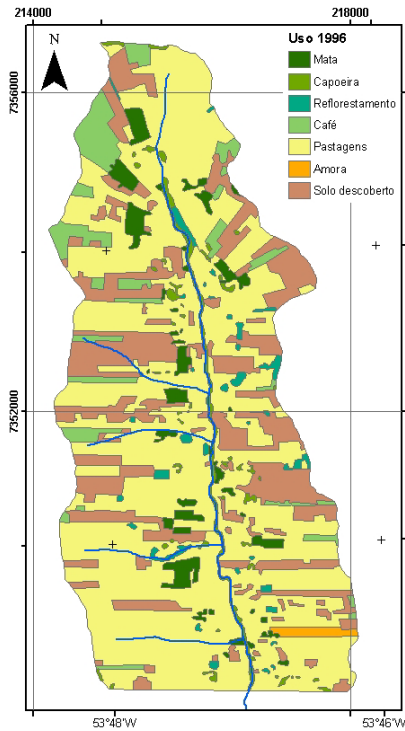 214000 218000
Uso 1996
N
Mata
Capoeira
Reflorestamento
Café
Pastagens
Amora
Solo descoberto
7356000
7352000
53°48'W 53°46'W